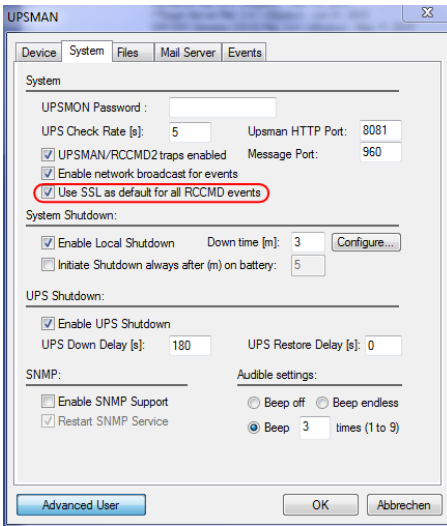 UPSMAN
Device System Files Mail Server Events
System
UPSMON Password :
UPS Check Rate [s]: 5 Upsman HTTP Port: 8081
UPSMAN/RCCMD2 traps enabled Message Port: 960
Enable network broadcast for events
Use SSL as default for all RCCMD events
System Shutdown:
Enable Local Shutdown Down time [m]: 3 Configure...
Initiate Shutdown always after (m) on battery: 5
UPS Shutdown:
Enable UPS Shutdown
UPS Down Delay [s]: 180 UPS Restore Delay [s]: 0
SNMP: Audible settings:
Enable SNMP Support Beep off Beep endless
Restart SNMP Service Beep 3 times (1 to 9)
Advanced User OK Abbrechen